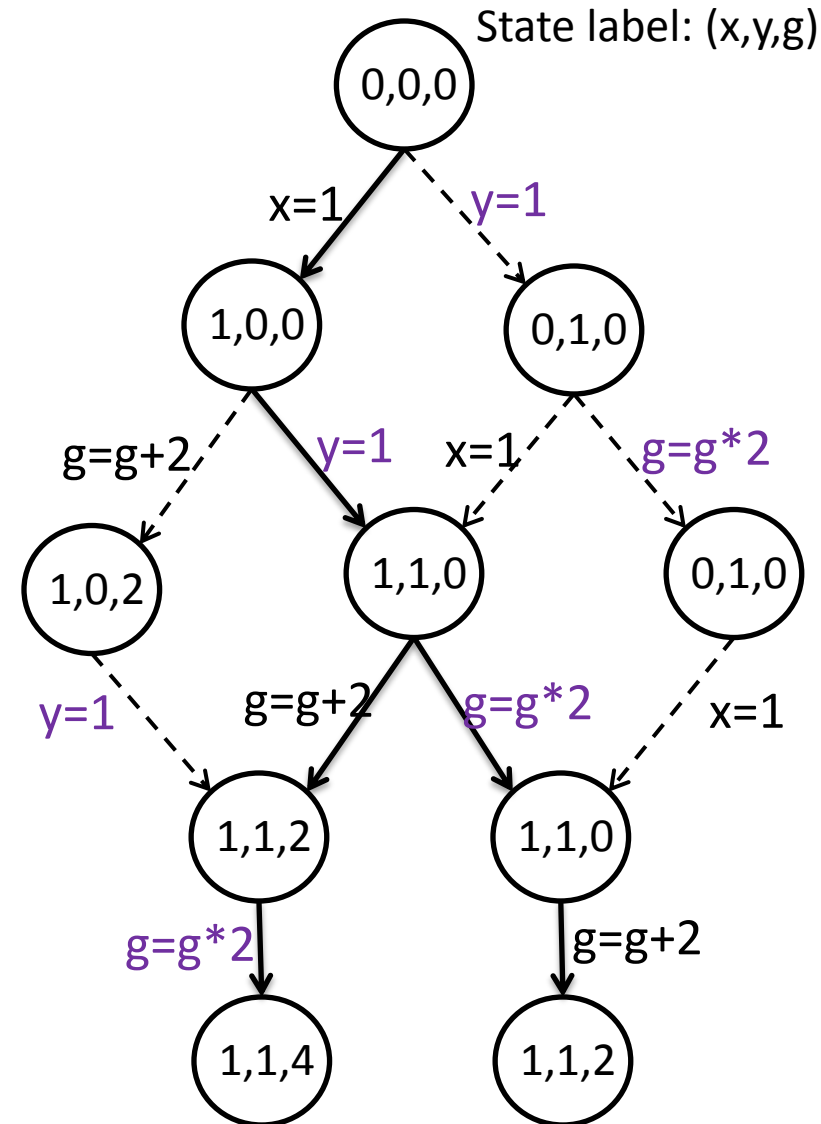 State label: (x,y,g)
0,0,0
x=1
y=1
1,0,0
0,1,0
g=g+2
y=1
x=1
g=g*2
1,0,2
1,1,0
0,1,0
y=1
g=g+2
g=g*2
x=1
1,1,2
1,1,0
g=g*2
g=g+2
1,1,4
1,1,2